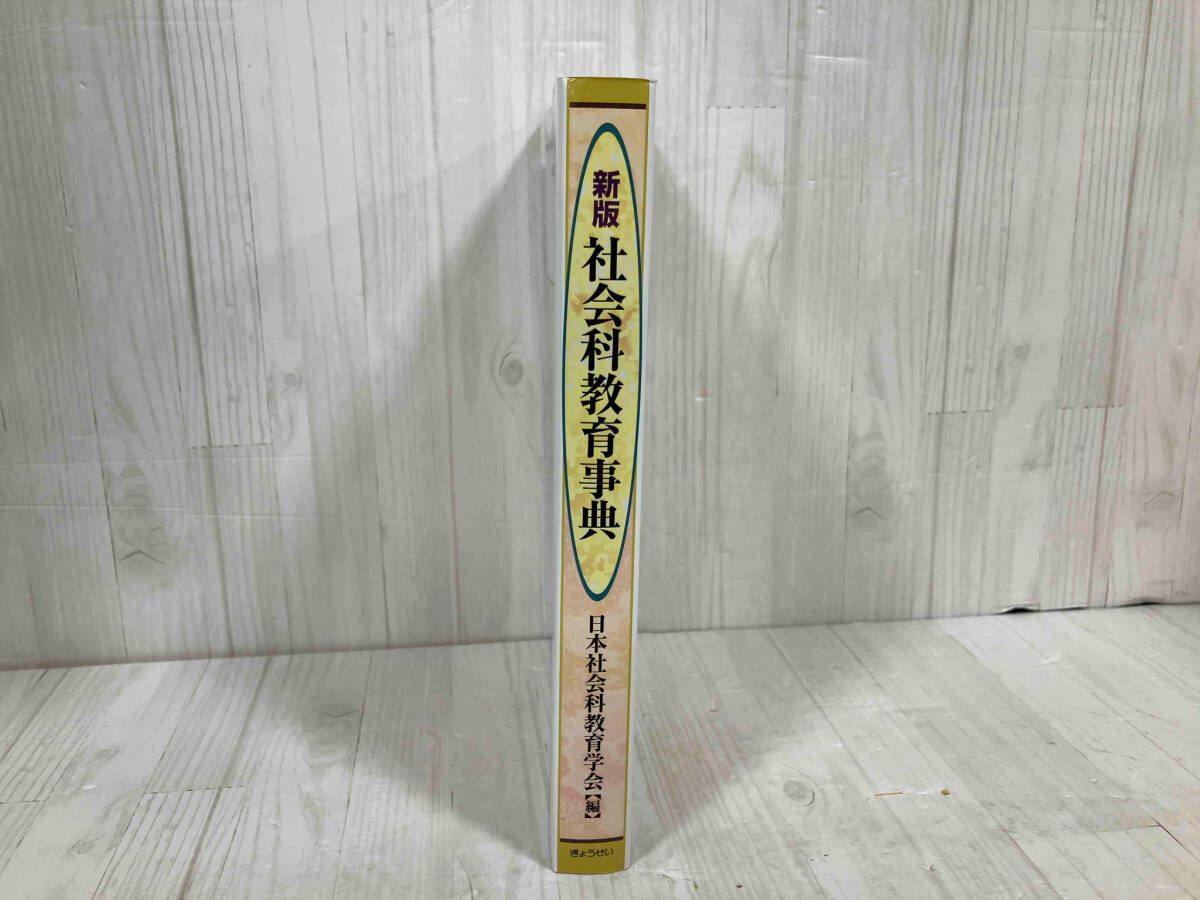 新版
社会科教育事典
日本社会科教育学会【編】
ぎょうせい